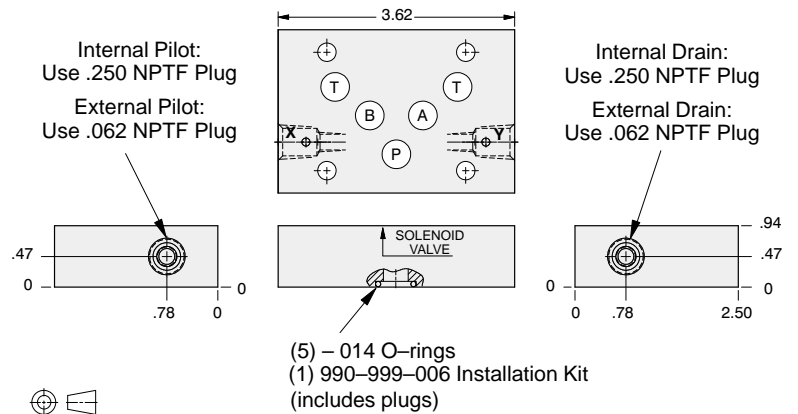 3.62
Internal Pilot:
Use .250 NPTF Plug
External Pilot:
Use .062 NPTF Plug
Internal Drain:
Use .250 NPTF Plug
External Drain:
Use .062 NPTF Plug
T
T
B
A
X
Y
P
.47
0
0
.78
0
SOLENOID
VALVE
.94
.47
0
0
.78
2.50
(5) – 014 O–rings
(1) 990–999–006 Installation Kit
(includes plugs)